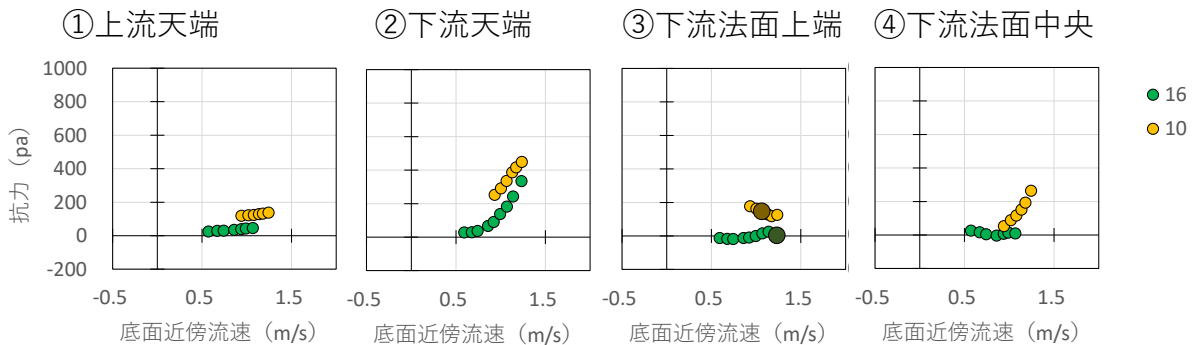 ①上流天端
②下流天端
③下流法面上端
④下流法面中央
1000
800
600
400
200
0
-200
抗力（pa）
-0.5 0.5 1.5
-0.5 0.5 1.5
-0.5 0.5 1.5
-0.5 0.5 1.5
底面近傍流速（m/s）
底面近傍流速（m/s）
底面近傍流速（m/s）
底面近傍流速（m/s）
16
10